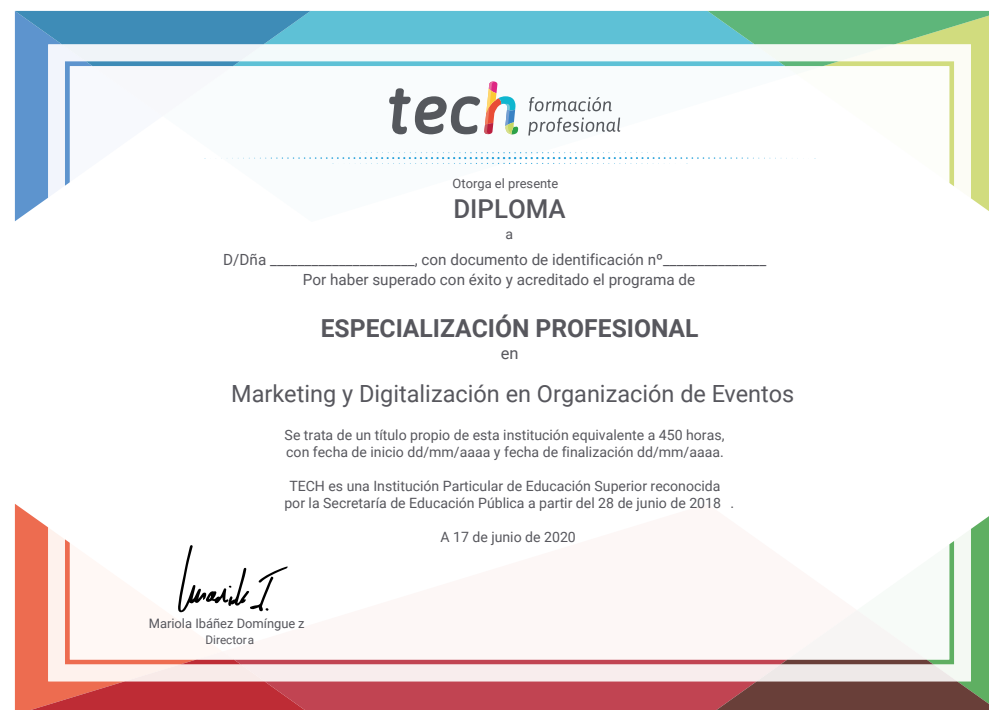 tech formación
profesional
Otorga el presente
DIPLOMA
a
D/Dña ____________________, con documento de identificación nº_______________
Por haber superado con éxito y acreditado el programa de
ESPECIALIZACIÓN PROFESIONAL
en
Marketing y Digitalización en Organización de Eventos
Se trata de un título propio de esta institución equivalente a 450 horas,
con fecha de inicio dd/mm/aaaa y fecha de finalización dd/mm/aaaa.
TECH es una Institución Particular de Educación Superior reconocida
por la Secretaría de Educación Pública a partir del 28 de junio de 2018 .
A 17 de junio de 2020
Mariola Ibáñez Domíngue z
Directora